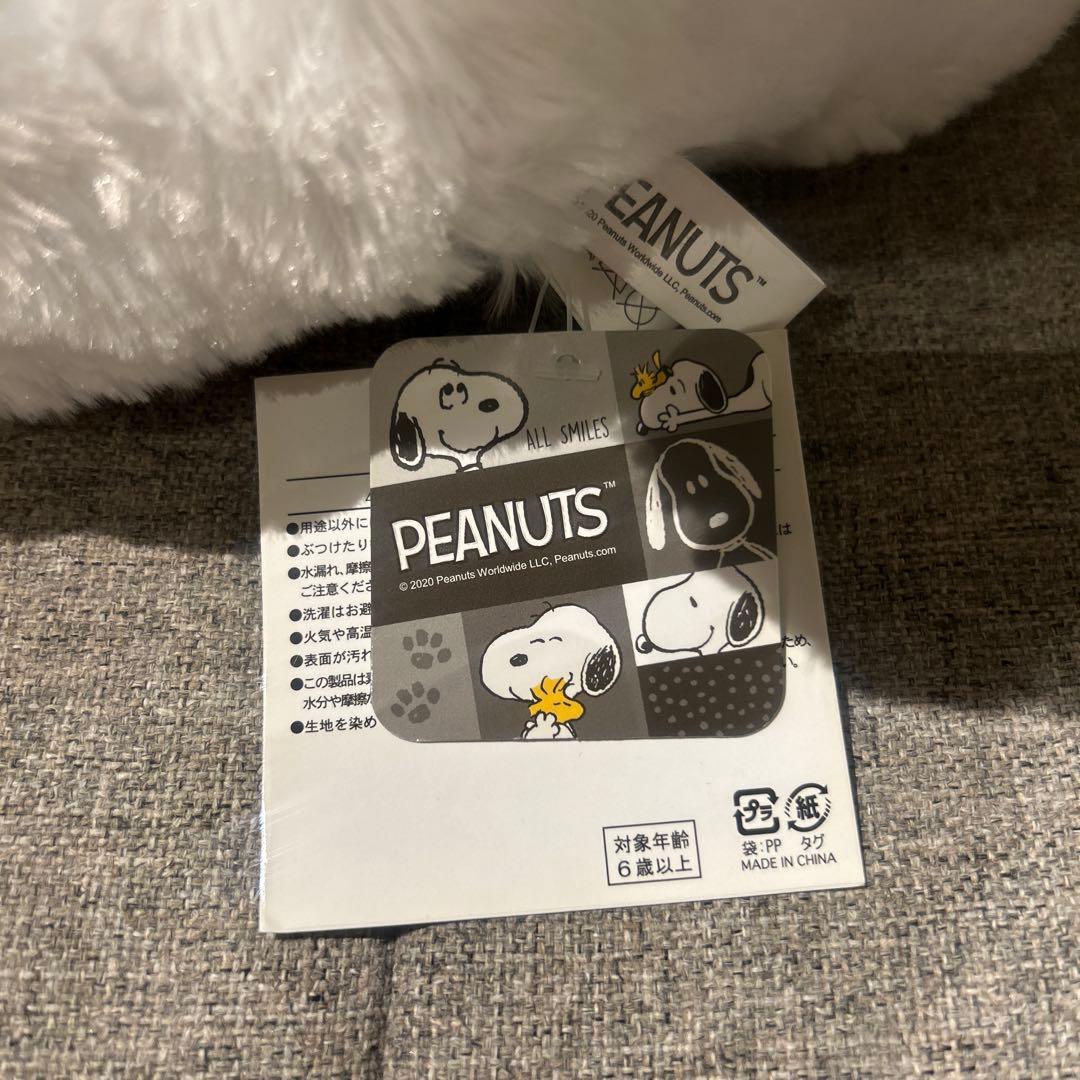 EANUTS™
20 Peanuts Worldwide LLC, Peanuts.com
ALL SMILES
PEANUTS™
© 2020 Peanuts Worldwide LLC, Peanuts.com
●用途以外に
●ぶつけたり
は
●水漏れ、摩擦
ご注意くださ
●洗濯はお避
●火気や高温
ため、
●表面が汚れ
い。
●この製品は
水分や摩擦
●生地を染め
対象年齢
6歳以上
プラ
紙
袋:PP タグ
MADE IN CHINA